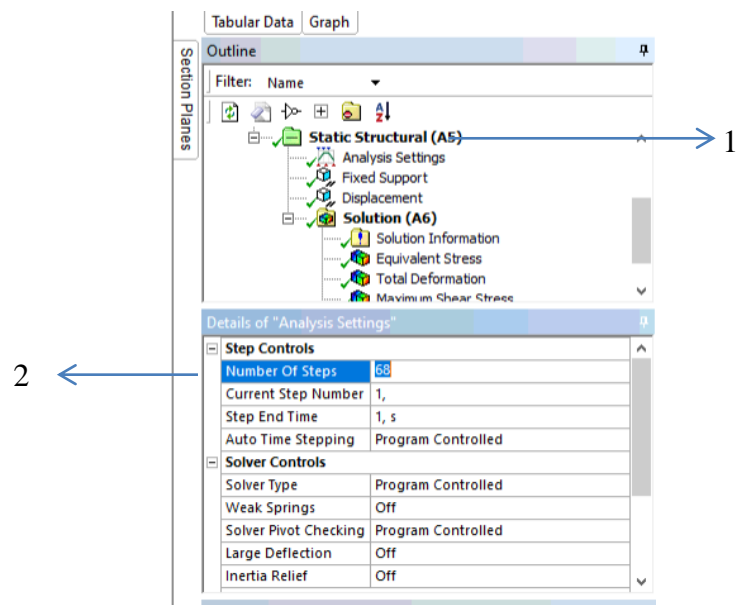 Tabular Data Graph
Section Planes
Outline
Filter: Name
Static Structural (A5)
1
Analysis Settings
Fixed Support
Displacement
Solution (A6)
Solution Information
Equivalent Stress
Total Deformation
Maximum Shear Stress
Details of "Analysis Settings"
Step Controls
2
Number Of Steps 68
Current Step Number 1,
Step End Time 1, s
Auto Time Stepping Program Controlled
Solver Controls
Solver Type Program Controlled
Weak Springs Off
Solver Pivot Checking Program Controlled
Large Deflection Off
Inertia Relief Off